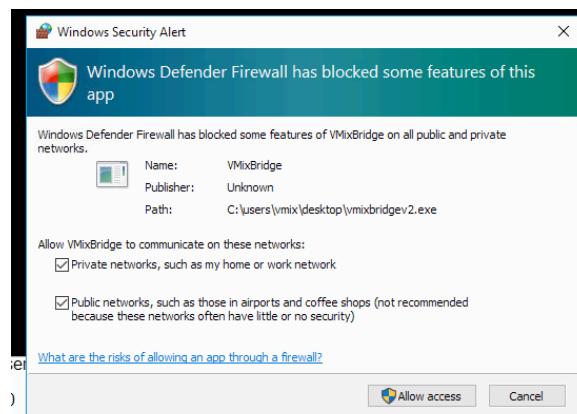 Windows Security Alert
Windows Defender Firewall has blocked some features of this
app
Windows Defender Firewall has blocked some features of VMixBridge on all public and private
networks.
Name: VMixBridge
Publisher: Unknown
Path: C:\users\vmix\desktop\vmixbridgev2.exe
Allow VMixBridge to communicate on these networks:
Private networks, such as my home or work network
Public networks, such as those in airports and coffee shops (not recommended
because these networks often have little or no security)
What are the risks of allowing an app through a firewall?
Allow access Cancel